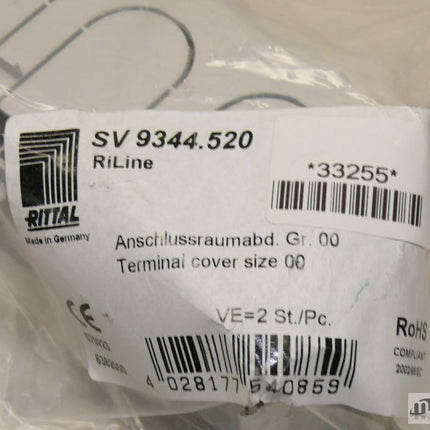 SV 9344.520
RiLine
*33255*
RITTAL
Made in Germany
Anschlussraumabd. Gr. 00
Terminal cover size 00
VE=2 St./Pc.
CE
RoHS
COMPLIANT
4 028177 540859